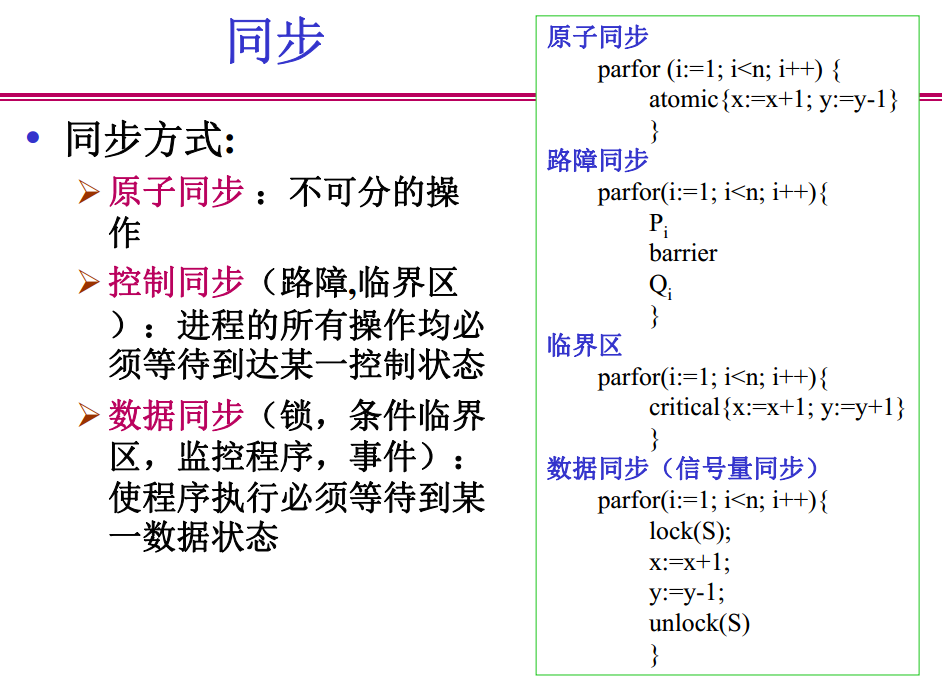 同步
• 同步方式:
➢ 原子同步 ：不可分的操
作
➢ 控制同步（路障,临界区
）：进程的所有操作均必
须等待到达某一控制状态
➢ 数据同步（锁，条件临界
区，监控程序，事件）：
使程序执行必须等待到某
一数据状态
原子同步
parfor (i:=1; i<n; i++) {
atomic{x:=x+1; y:=y-1}
}
路障同步
parfor(i:=1; i<n; i++){
Pi
barrier
Qi
}
临界区
parfor(i:=1; i<n; i++){
critical{x:=x+1; y:=y+1}
}
数据同步（信号量同步）
parfor(i:=1; i<n; i++){
lock(S);
x:=x+1;
y:=y-1;
unlock(S)
}